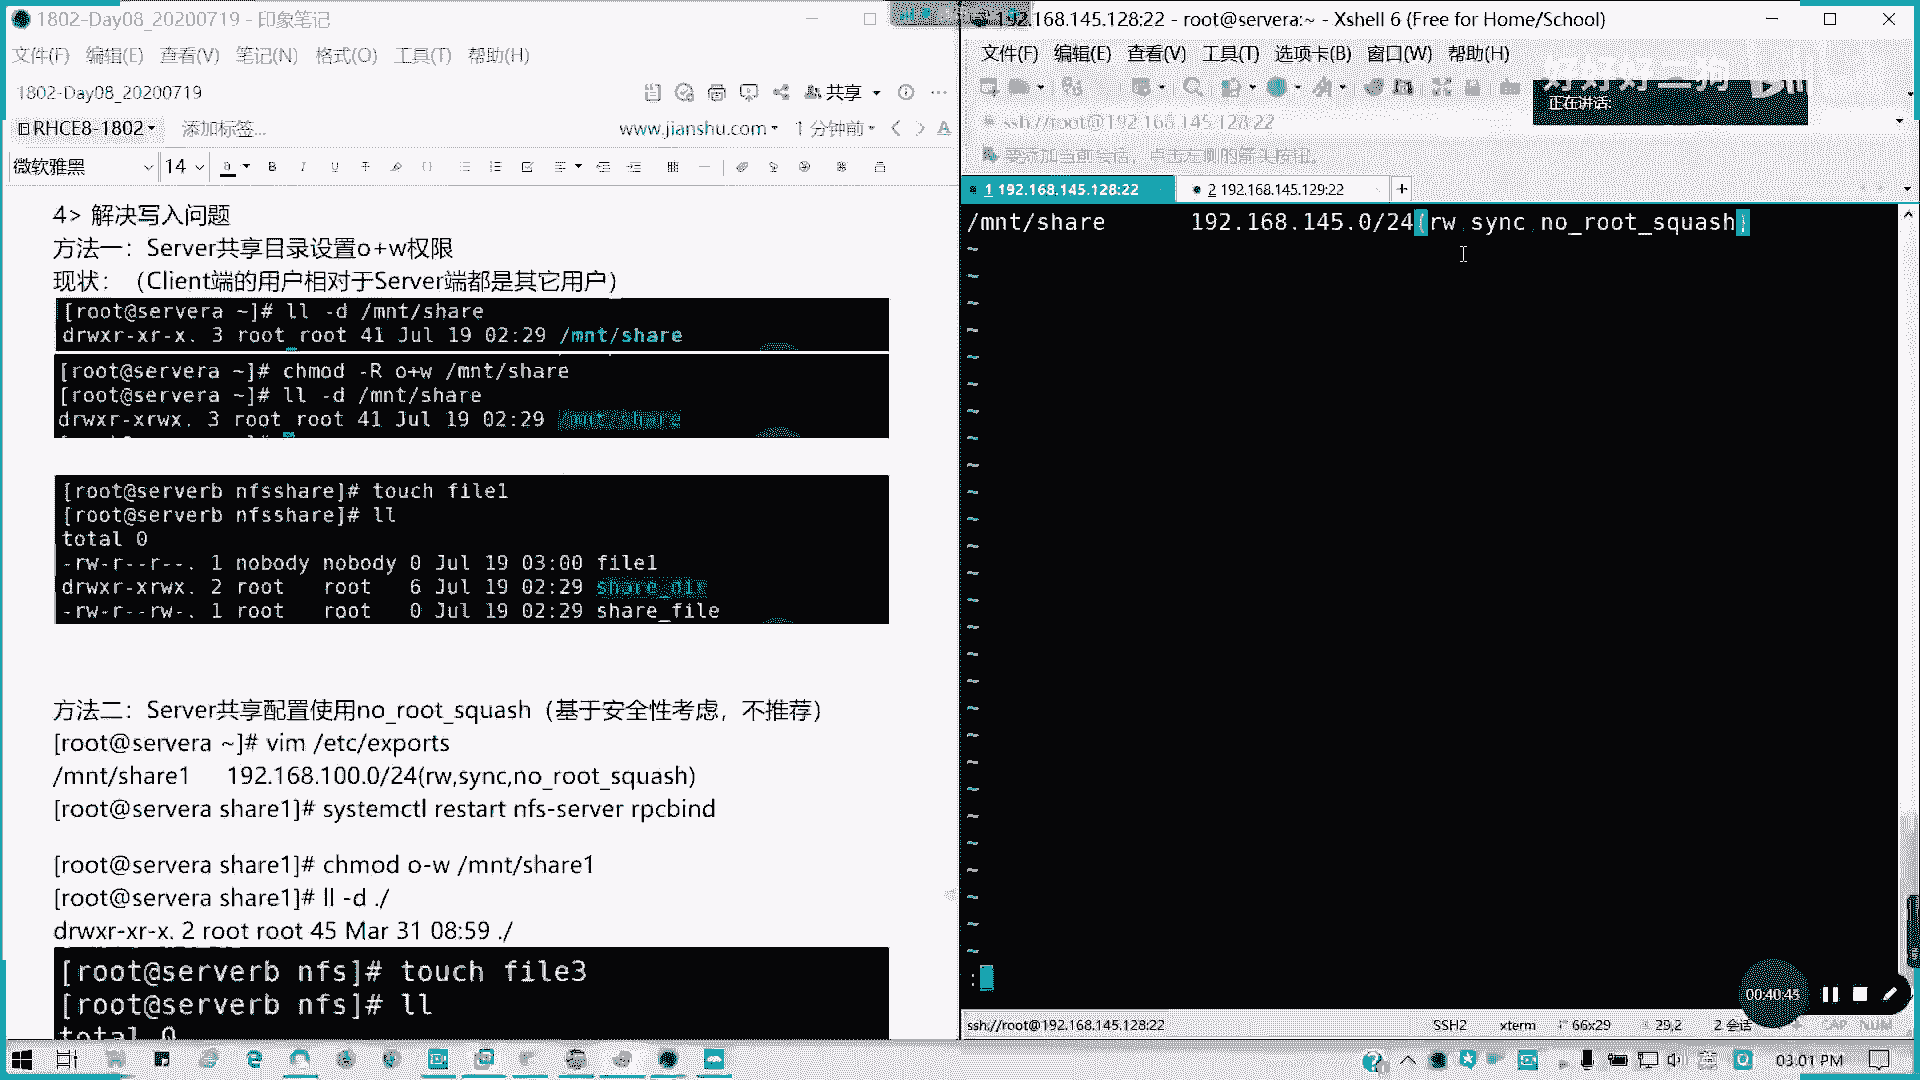 1802-Day08_20200719 - 印象笔记
文件(F) 编辑(E) 查看(V) 笔记(N) 格式(O) 工具(T) 帮助(H)
1802-Day08_20200719
共享
RHCE8-1802
添加标签...
www.jianshu.com
1 分钟前
微软雅黑
14
4> 解决写入问题
方法一：Server共享目录设置o+w权限
现状：（Client端的用户相对于Server端都是其它用户）
[root@servera ~]# ll -d /mnt/share
drwxr-xr-x. 3 root root 41 Jul 19 02:29 /mnt/share
[root@servera ~]# chmod -R o+w /mnt/share
[root@servera ~]# ll -d /mnt/share
drwxr-xrwx. 3 root root 41 Jul 19 02:29 /mnt/share
[root@serverb nfsshare]# touch file1
[root@serverb nfsshare]# ll
total 0
-rw-r--r--. 1 nobody nobody 0 Jul 19 03:00 file1
drwxr-xrwx. 2 root root 6 Jul 19 02:29 share_dir
-rw-r--rw-. 1 root root 0 Jul 19 02:29 share_file
方法二：Server共享配置使用no_root_squash（基于安全性考虑，不推荐）
[root@servera ~]# vim /etc/exports
/mnt/share1 192.168.100.0/24(rw,sync,no_root_squash)
[root@servera share1]# systemctl restart nfs-server rpcbind
[root@servera share1]# chmod o-w /mnt/share1
[root@servera share1]# ll -d ./
drwxr-xr-x. 2 root root 45 Mar 31 08:59 ./
[root@serverb nfs]# touch file3
[root@serverb nfs]# ll
total 0
192.168.145.128:22 - root@servera:~ - Xshell 6 (Free for Home/School)
文件(F) 编辑(E) 查看(V) 工具(T) 选项卡(B) 窗口(W) 帮助(H)
好好好二狗
正在讲话:
ssh://root@192.168.145.128:22
要添加当前会话，点击左侧的箭头按钮。
1 192.168.145.128:22
2 192.168.145.129:22
/mnt/share 192.168.145.0/24(rw,sync,no_root_squash)
:
00:40:43
ssh://root@192.168.145.128:22
SSH2
xterm
66x29
29,2
2 会话
CAP
NUM
03:01 PM